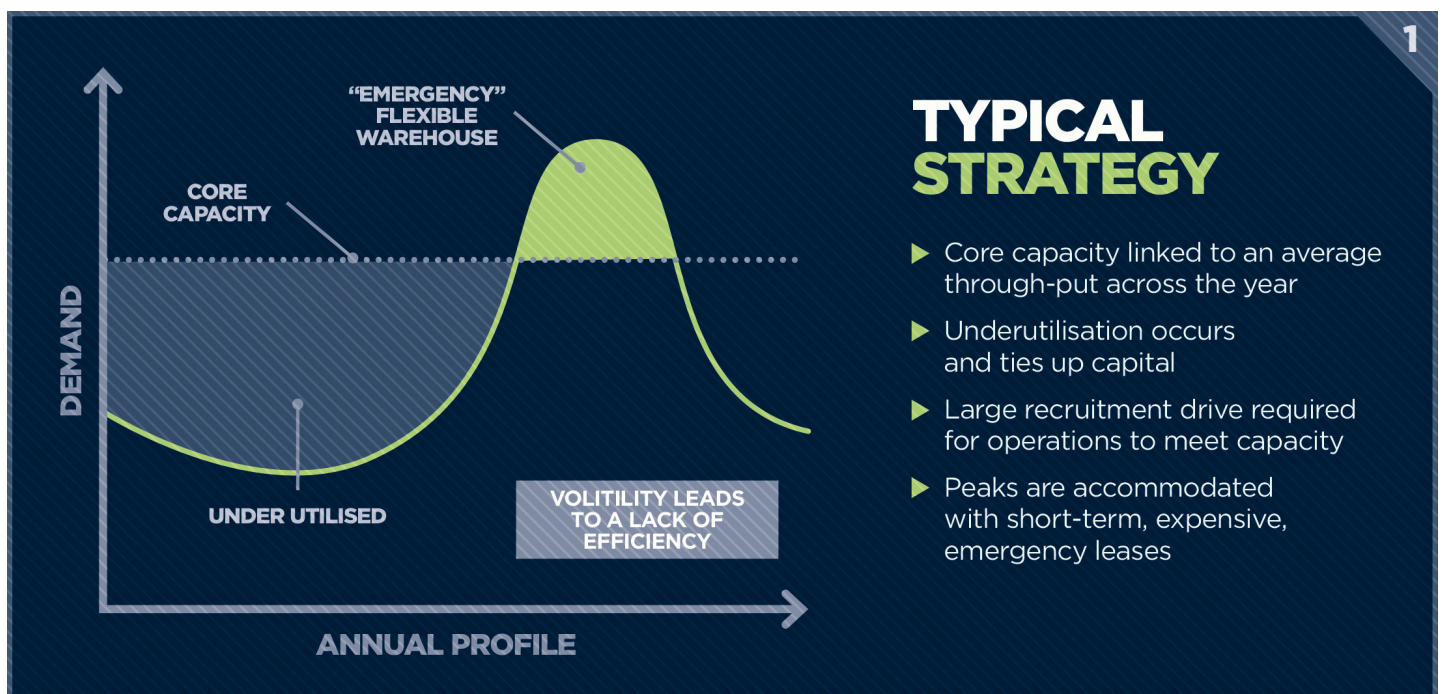 1
"EMERGENCY"
FLEXIBLE
WAREHOUSE
CORE
CAPACITY
DEMAND
UNDER UTILISED
VOLITILITY LEADS
TO A LACK OF
EFFICIENCY
ANNUAL PROFILE
TYPICAL
STRATEGY
Core capacity linked to an average
through-put across the year
Underutilisation occurs
and ties up capital
Large recruitment drive required
for operations to meet capacity
Peaks are accommodated
with short-term, expensive,
emergency leases